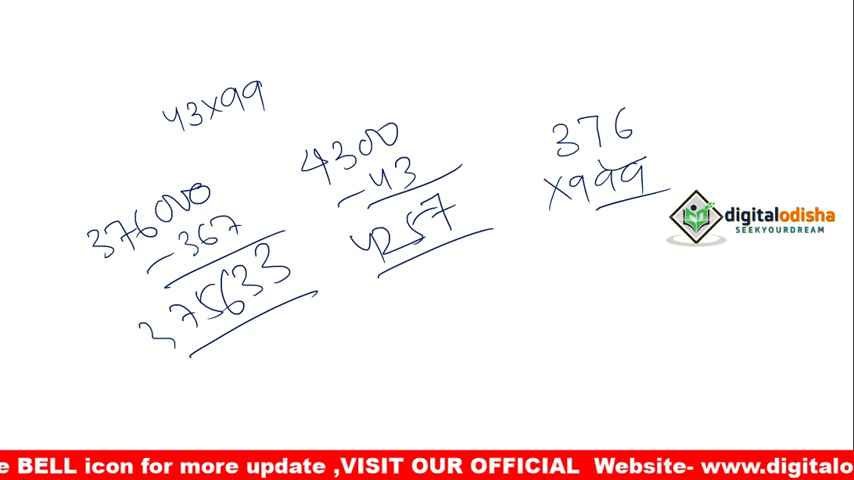 43x99
4300
-43
4257
376
x999
376000
-367
375633
digitalodisha
SEEKYOURDREAM
e BELL icon for more update ,VISIT OUR OFFICIAL Website- www.digitalo